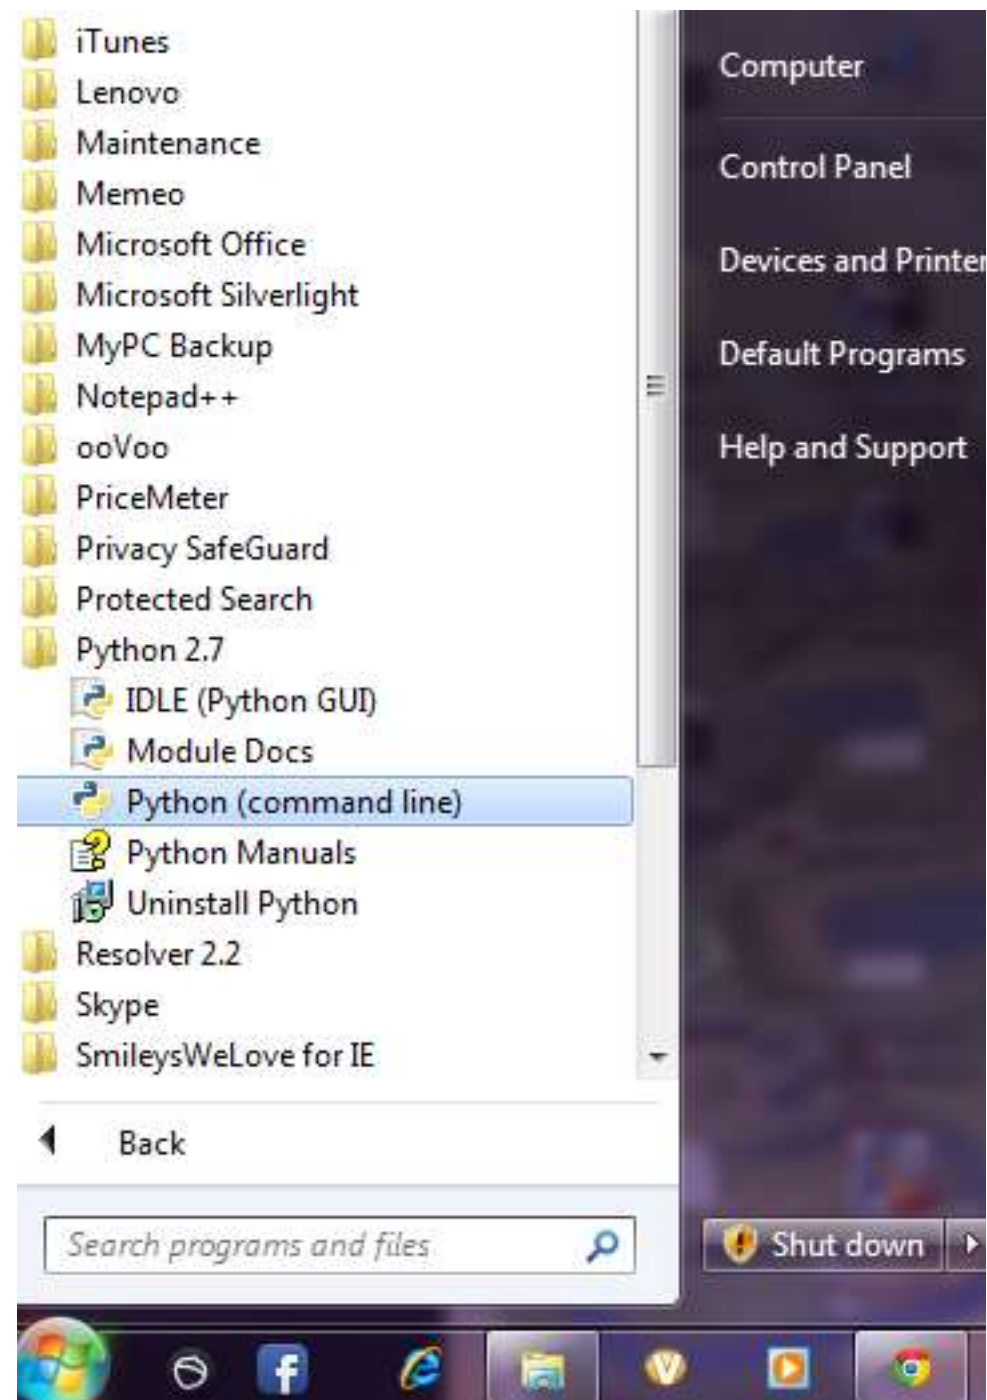 iTunes
Lenovo
Maintenance
Memeo
Microsoft Office
Microsoft Silverlight
MyPC Backup
Notepad++
ooVoo
PriceMeter
Privacy SafeGuard
Protected Search
Python 2.7
IDLE (Python GUI)
Module Docs
Python (command line)
Python Manuals
Uninstall Python
Resolver 2.2
Skype
SmileysWeLove for IE
Back
Search programs and files
Computer
Control Panel
Devices and Printer
Default Programs
Help and Support
Shut down